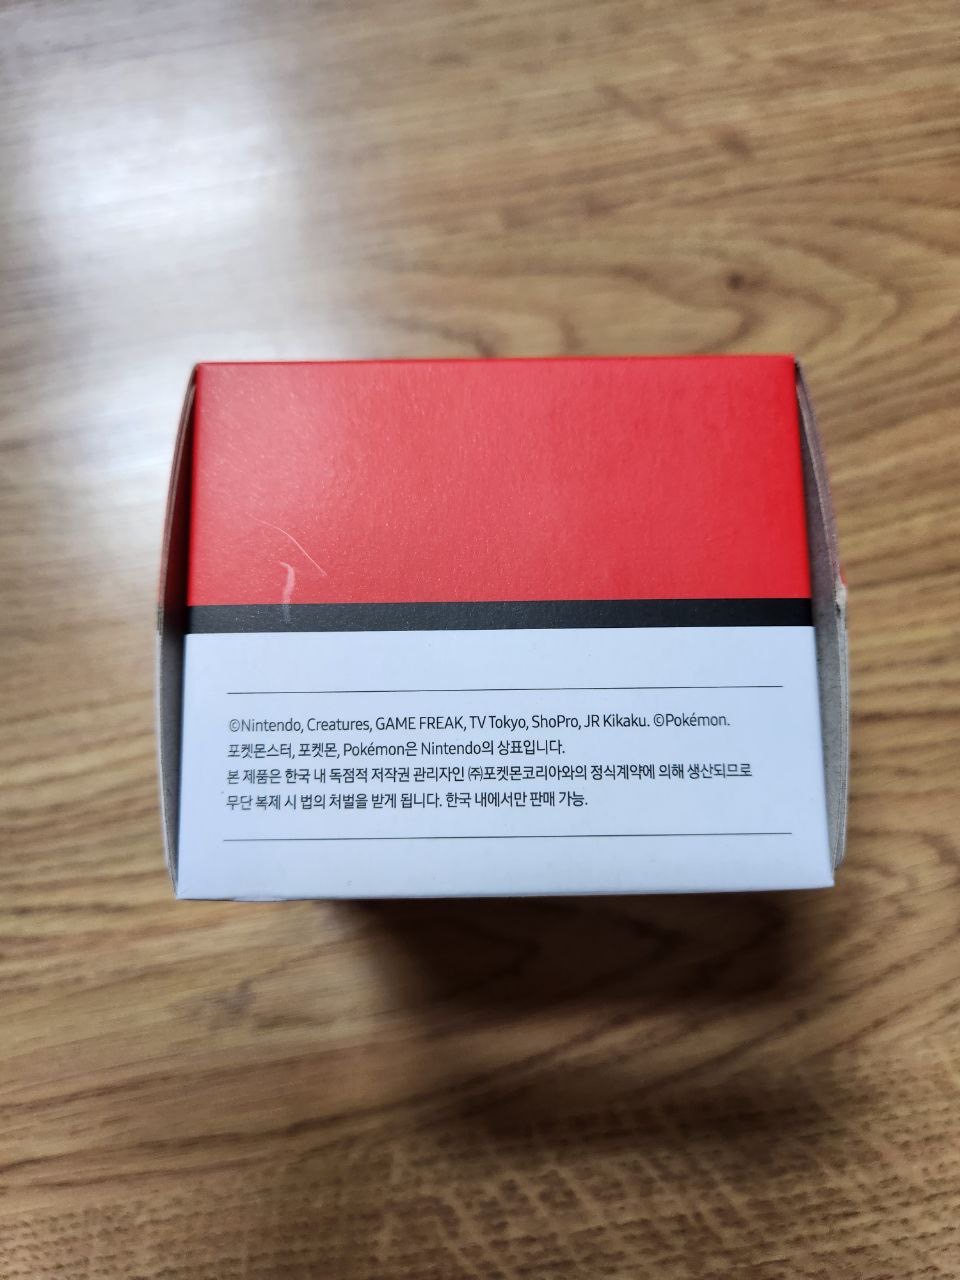 ©Nintendo, Creatures, GAME FREAK, TV Tokyo, ShoPro, JR Kikaku. ©Pokémon.
포켓몬스터, 포켓몬, Pokémon은 Nintendo의 상표입니다.
본 제품은 한국 내 독점적 저작권 관리자인 ㈜포켓몬코리아와의 정식계약에 의해 생산되므로
무단 복제 시 법의 처벌을 받게 됩니다. 한국 내에서만 판매 가능.